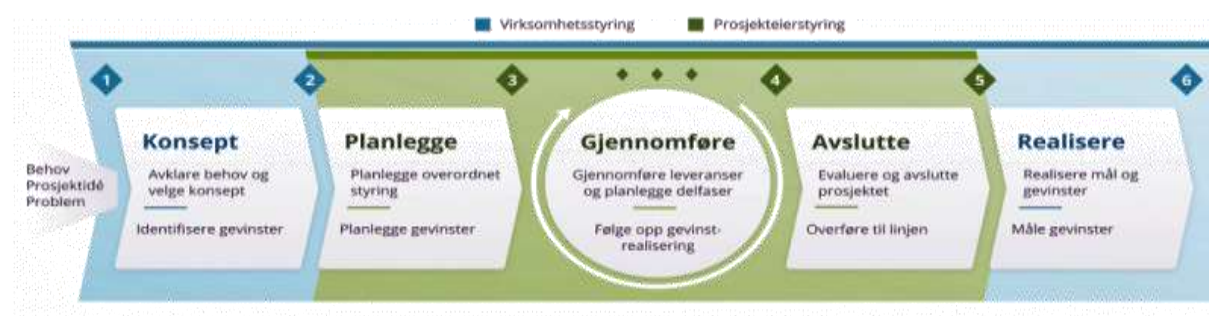 Virksomhetsstyring
Prosjekteierstyring
1
2
3
4
5
6
Behov
Prosjektidé
Problem
Konsept
Avklare behov og
velge konsept
Identifisere gevinster
Planlegge
Planlegge overordnet
styring
Planlegge gevinster
Gjennomføre
Gjennomføre leveranser
og planlegge delfaser
Følge opp gevinst-
realisering
Avslutte
Evaluere og avslutte
prosjektet
Overføre til linjen
Realisere
Realisere mål og
gevinster
Måle gevinster